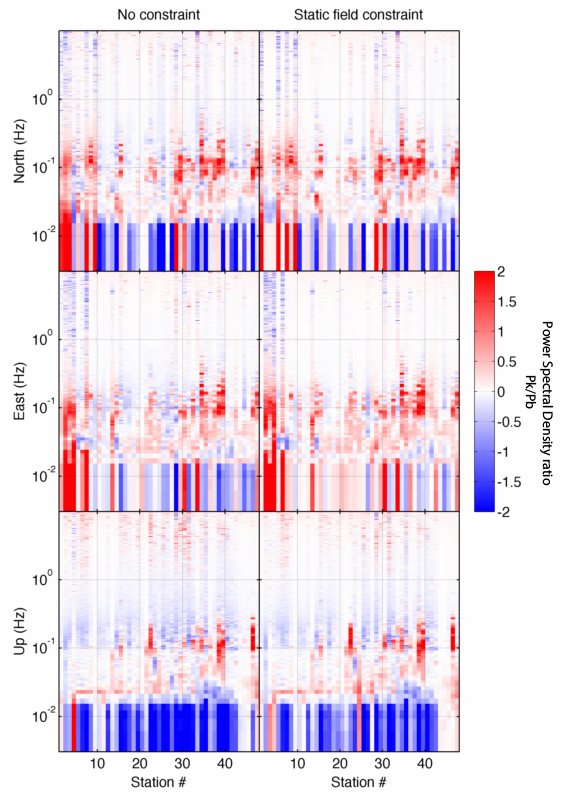 No constraint
Static field constraint
North (Hz)
10^0
10^-1
10^-2
East (Hz)
10^0
10^-1
10^-2
Up (Hz)
10^0
10^-1
10^-2
10 20 30 40
10 20 30 40
Station #
Station #
2
1.5
1
0.5
0
-0.5
-1
-1.5
-2
Power Spectral Density ratio
Pk/Pb